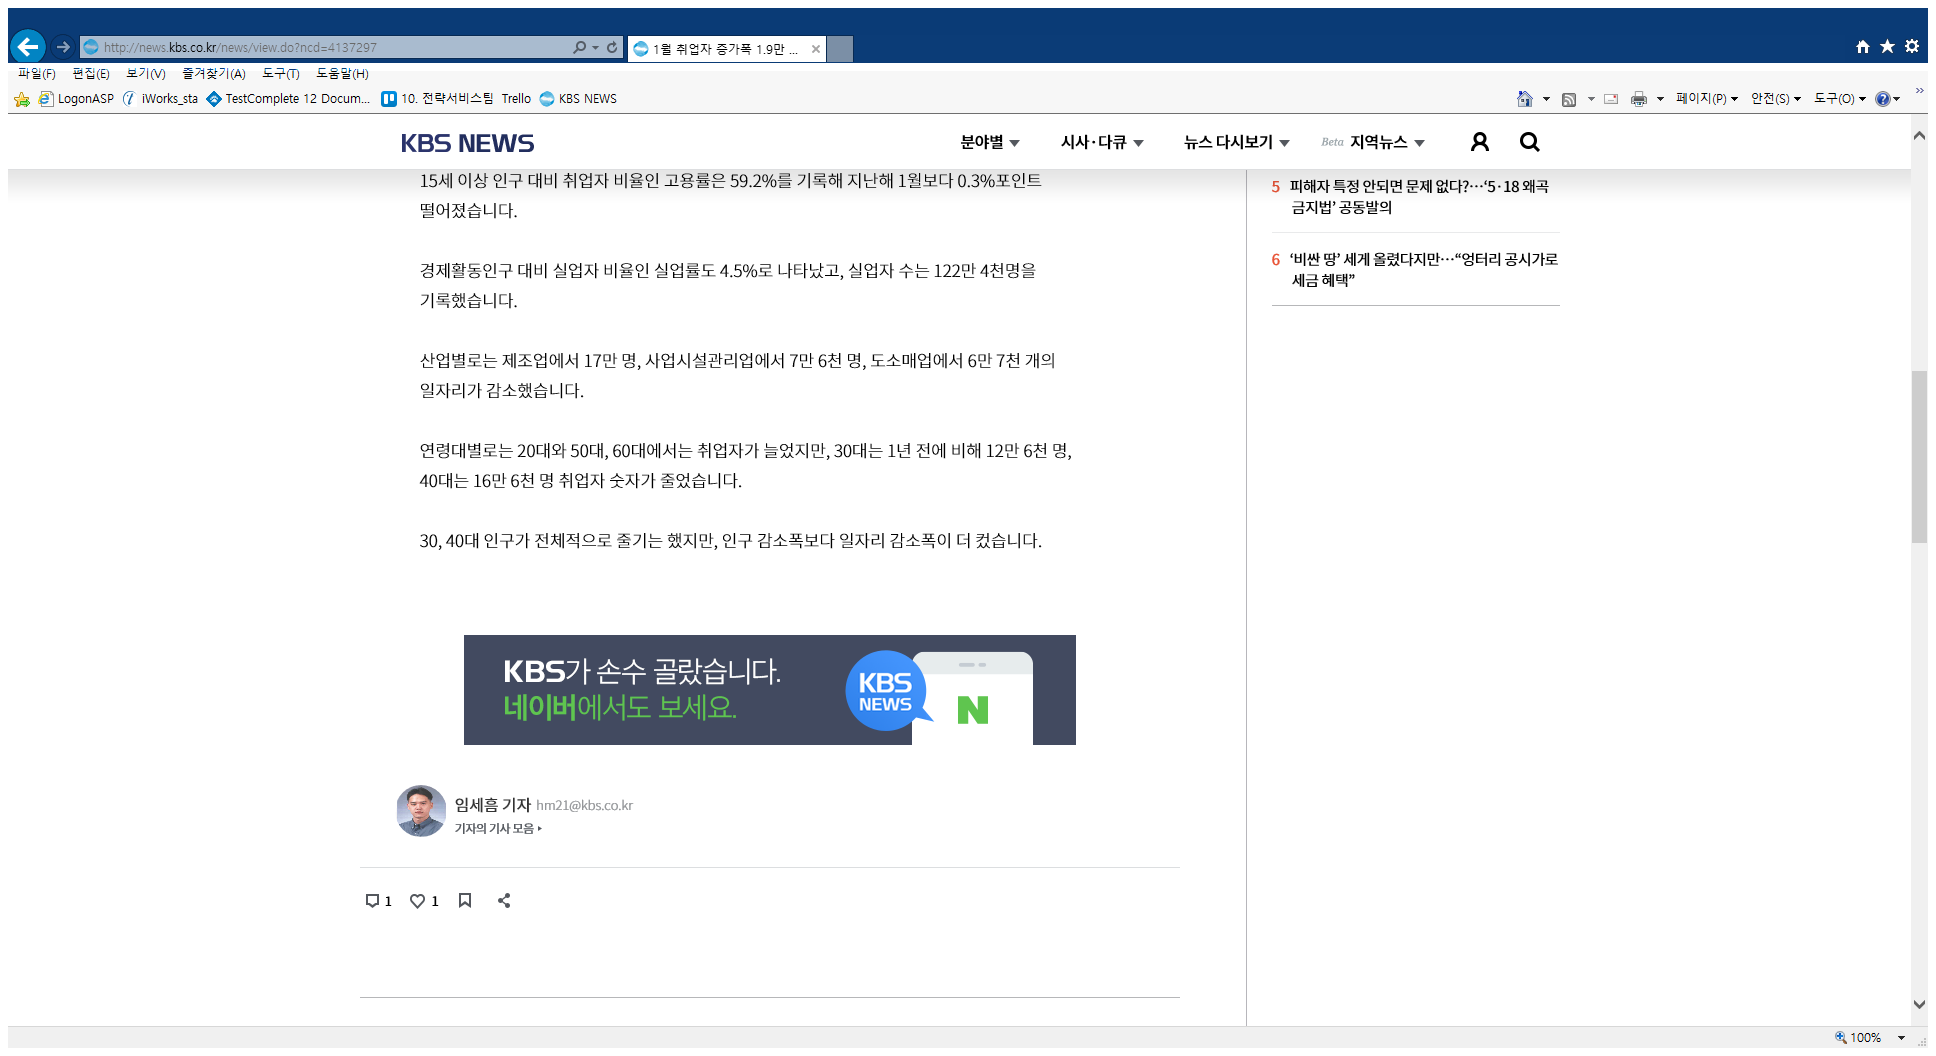 http://news.kbs.co.kr/news/view.do?ncd=4137297
1월 취업자 증가폭 1.9만 ...
파일(F) 편집(E) 보기(V) 즐겨찾기(A) 도구(T) 도움말(H)
LogonASP iWorks_sta TestComplete 12 Docum... 10. 전략서비스팀 Trello KBS NEWS
페이지(P) 안전(S) 도구(O)
KBS NEWS
분야별 시사·다큐 뉴스 다시보기 Beta 지역뉴스
15세 이상 인구 대비 취업자 비율인 고용률은 59.2%를 기록해 지난해 1월보다 0.3%포인트
떨어졌습니다.
경제활동인구 대비 실업자 비율인 실업률도 4.5%로 나타났고, 실업자 수는 122만 4천명을
기록했습니다.
산업별로는 제조업에서 17만 명, 사업시설관리업에서 7만 6천 명, 도소매업에서 6만 7천 개의
일자리가 감소했습니다.
연령대별로는 20대와 50대, 60대에서는 취업자가 늘었지만, 30대는 1년 전에 비해 12만 6천 명,
40대는 16만 6천 명 취업자 숫자가 줄었습니다.
30, 40대 인구가 전체적으로 줄기는 했지만, 인구 감소폭보다 일자리 감소폭이 더 컸습니다.
KBS가 손수 골랐습니다.
네이버에서도 보세요.
KBS
NEWS
N
임세흠 기자 hm21@kbs.co.kr
기자의 기사 모음
1 1
5 피해자 특정 안되면 문제 없다?…‘5·18 왜곡
금지법’ 공동발의
6 ‘비싼 땅’ 세게 올렸다지만…“엉터리 공시가로
세금 혜택”
100%